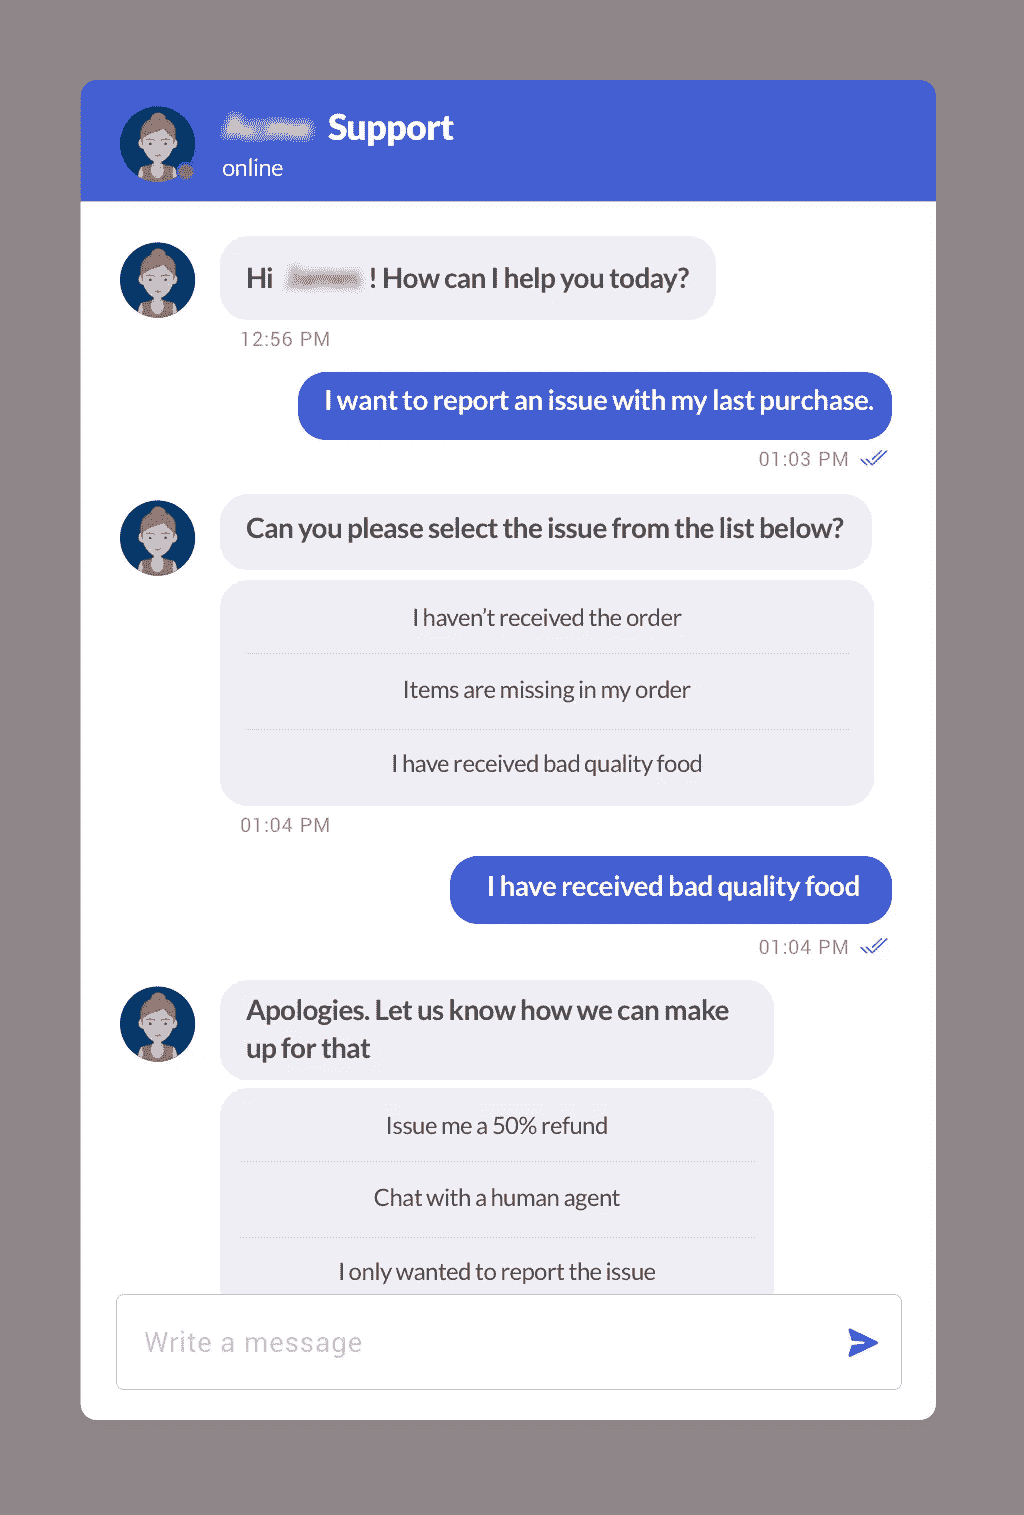 Support
online
Hi ! How can I help you today?
12:56 PM
I want to report an issue with my last purchase.
01:03 PM
Can you please select the issue from the list below?
I haven’t received the order
Items are missing in my order
I have received bad quality food
01:04 PM
I have received bad quality food
01:04 PM
Apologies. Let us know how we can make
up for that
Issue me a 50% refund
Chat with a human agent
I only wanted to report the issue
Write a message